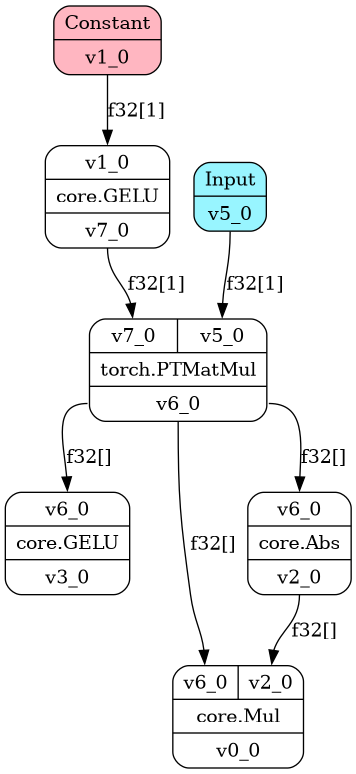 Constant
v1_0
f32[1]
v1_0
core.GELU
v7_0
Input
v5_0
f32[1]
f32[1]
v7_0 v5_0
torch.PTMatMul
v6_0
f32[]
f32[]
f32[]
v6_0
core.GELU
v3_0
v6_0
core.Abs
v2_0
f32[]
v6_0 v2_0
core.Mul
v0_0